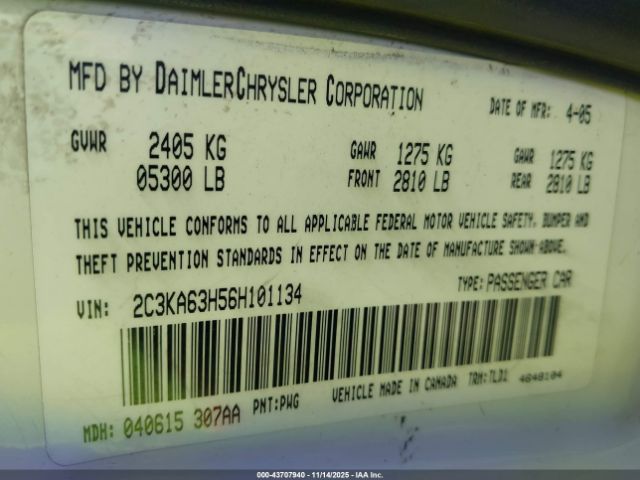 MFD BY DAIMLERCHRYSLER CORPORATION DATE OF MFR: 4-05
GVWR 2405 KG GAWR 1275 KG GAWR 1275 KG
05300 LB FRONT 2810 LB REAR 2810 LB
THIS VEHICLE CONFORMS TO ALL APPLICABLE FEDERAL MOTOR VEHICLE SAFETY, BUMPER AND
THEFT PREVENTION STANDARDS IN EFFECT ON THE DATE OF MANUFACTURE SHOWN ABOVE.
VIN: 2C3KA63H56H101134 TYPE: PASSENGER CAR
MDH: 040615 307AA PNT: PWG VEHICLE MADE IN CANADA TRM: TLD1 4648104
000-43707940 - 11/14/2025 - IAA Inc.